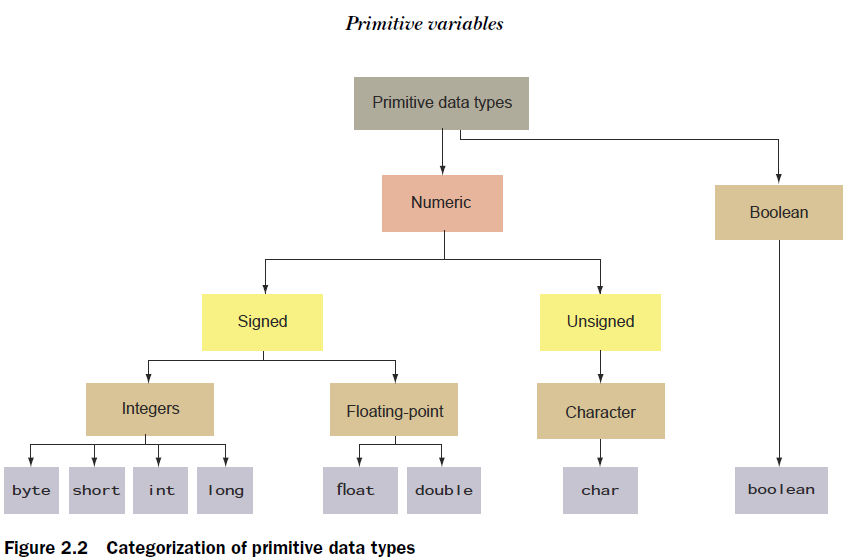 Primitive variables
Primitive data types
Numeric
Boolean
Signed
Unsigned
Integers
Floating-point
Character
byte
short
int
long
float
double
char
boolean
Figure 2.2 Categorization of primitive data types